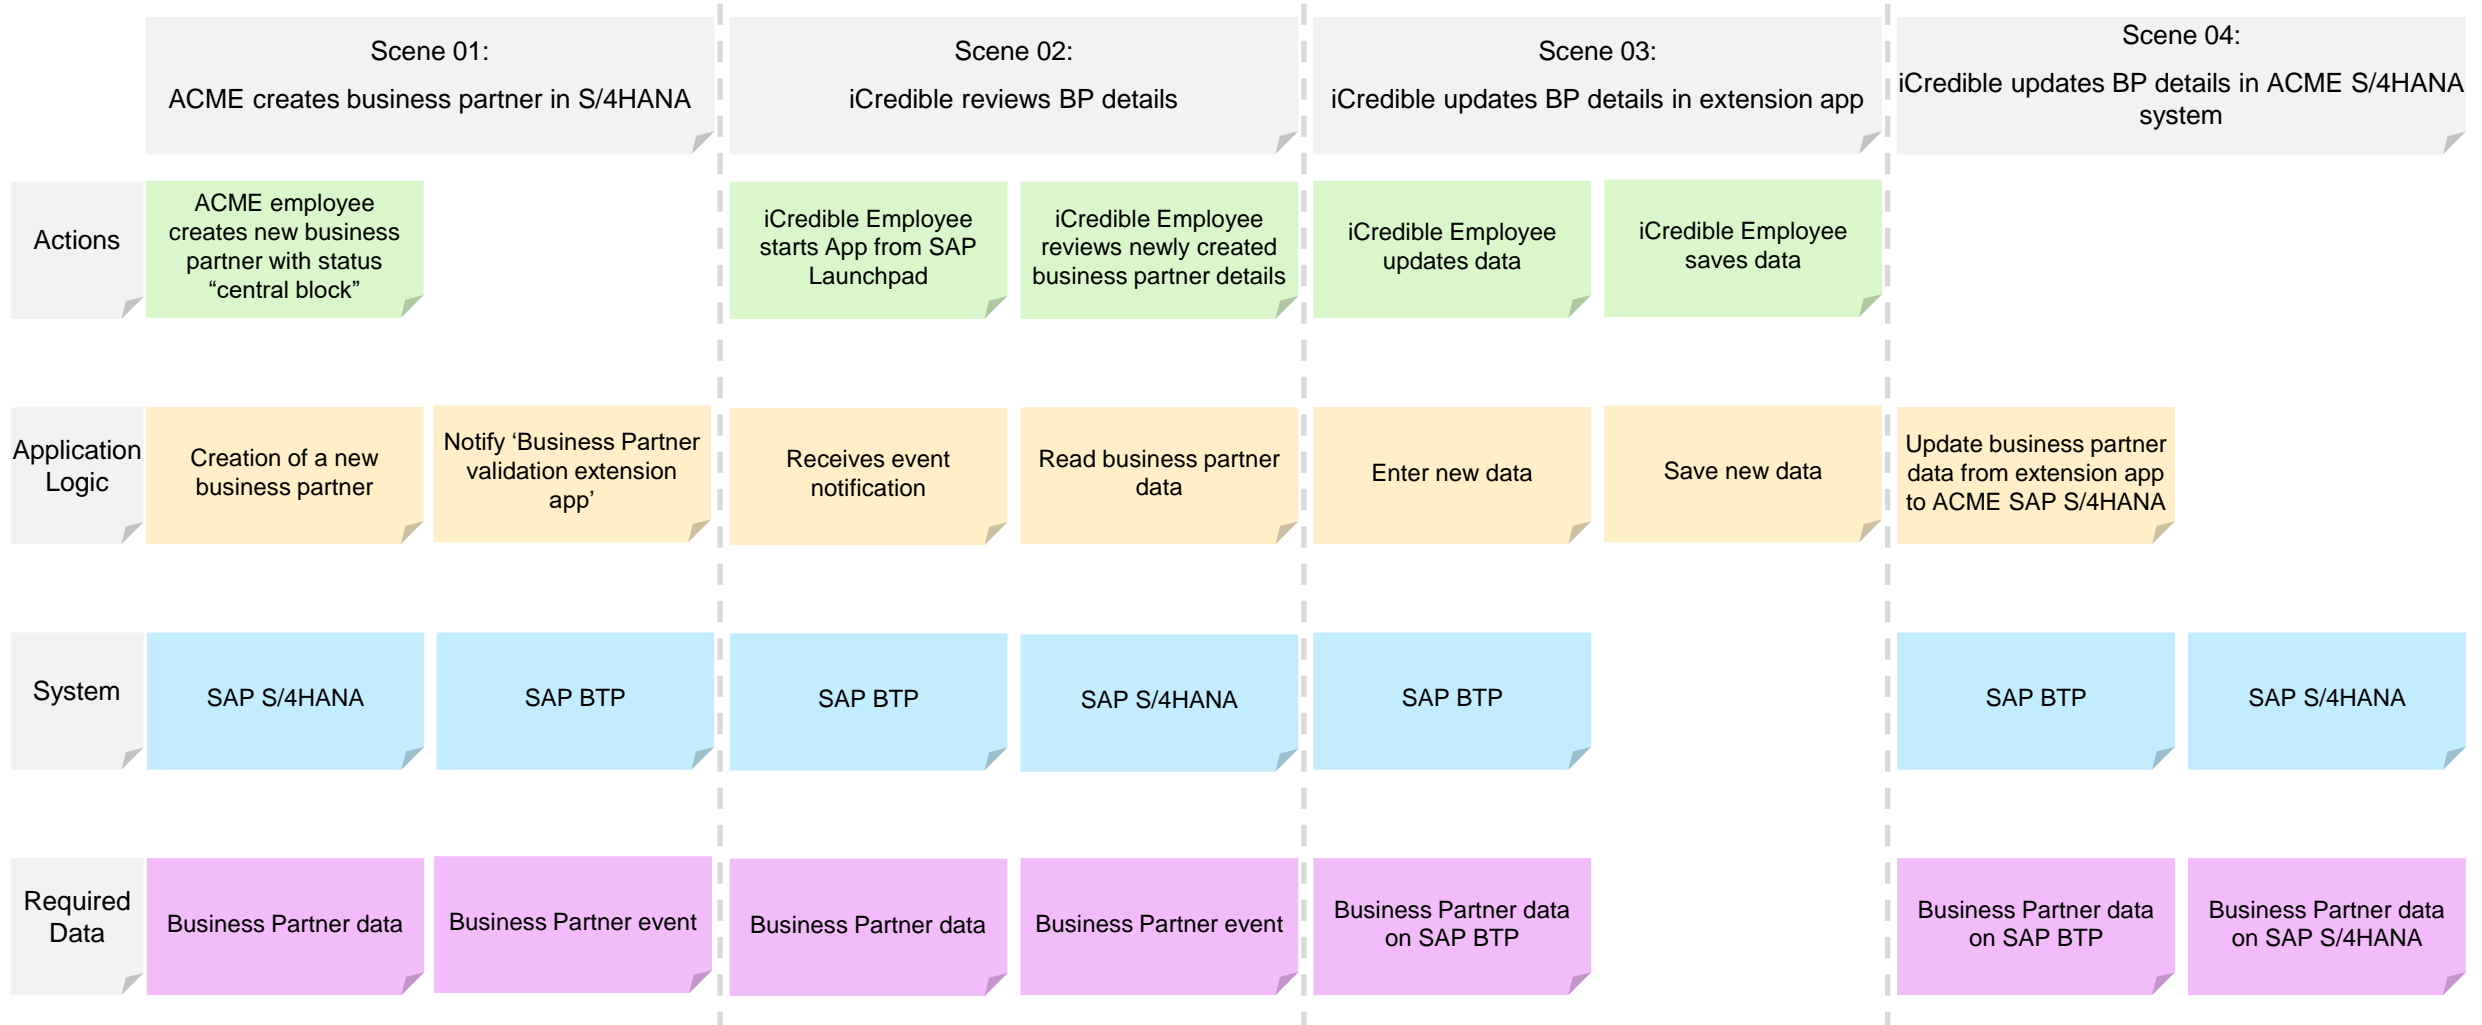 Scene 01:
ACME creates business partner in S/4HANA
Scene 02:
iCredible reviews BP details
Scene 03:
iCredible updates BP details in extension app
Scene 04:
iCredible updates BP details in ACME S/4HANA
system
Actions
ACME employee
creates new business
partner with status
“central block”
iCredible Employee
starts App from SAP
Launchpad
iCredible Employee
reviews newly created
business partner details
iCredible Employee
updates data
iCredible Employee
saves data
Application
Logic
Creation of a new
business partner
Notify ‘Business Partner
validation extension
app’
Receives event
notification
Read business partner
data
Enter new data
Save new data
Update business partner
data from extension app
to ACME SAP S/4HANA
System
SAP S/4HANA
SAP BTP
SAP BTP
SAP S/4HANA
SAP BTP
SAP BTP
SAP S/4HANA
Required
Data
Business Partner data
Business Partner event
Business Partner data
Business Partner event
Business Partner data
on SAP BTP
Business Partner data
on SAP BTP
Business Partner data
on SAP S/4HANA